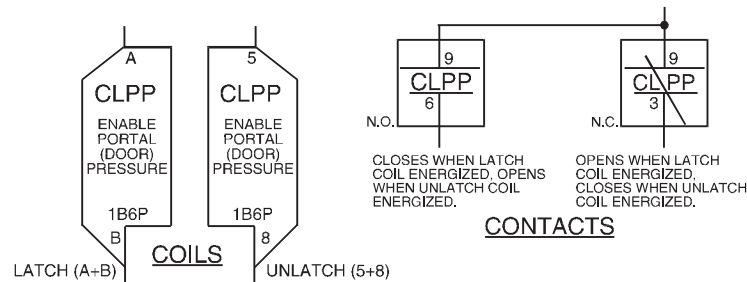 A
CLPP
ENABLE
PORTAL
(DOOR)
PRESSURE
1B6P
B
LATCH (A+B)
5
CLPP
ENABLE
PORTAL
(DOOR)
PRESSURE
1B6P
8
UNLATCH (5+8)
COILS
9
CLPP
6
N.O.
CLOSES WHEN LATCH
COIL ENERGIZED, OPENS
WHEN UNLATCH COIL
ENERGIZED.
9
CLPP
3
N.C.
OPENS WHEN LATCH
COIL ENERGIZED,
CLOSES WHEN UNLATCH
COIL ENERGIZED.
CONTACTS